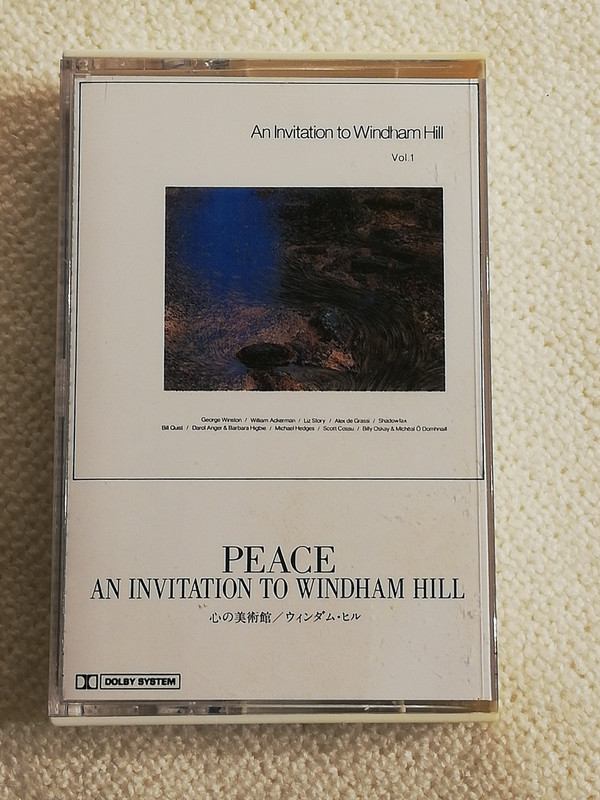 An Invitation to Windham Hill
Vol.1
George Winston / William Ackerman / Liz Story / Alex de Grassi / Shadowfax
Bill Quist / Darol Anger & Barbara Higbie / Michael Hedges / Scott Cossu / Billy Oskay & Mícheál Ó Domhnaill
PEACE
AN INVITATION TO WINDHAM HILL
心の美術館／ウィンダム・ヒル
DOLBY SYSTEM